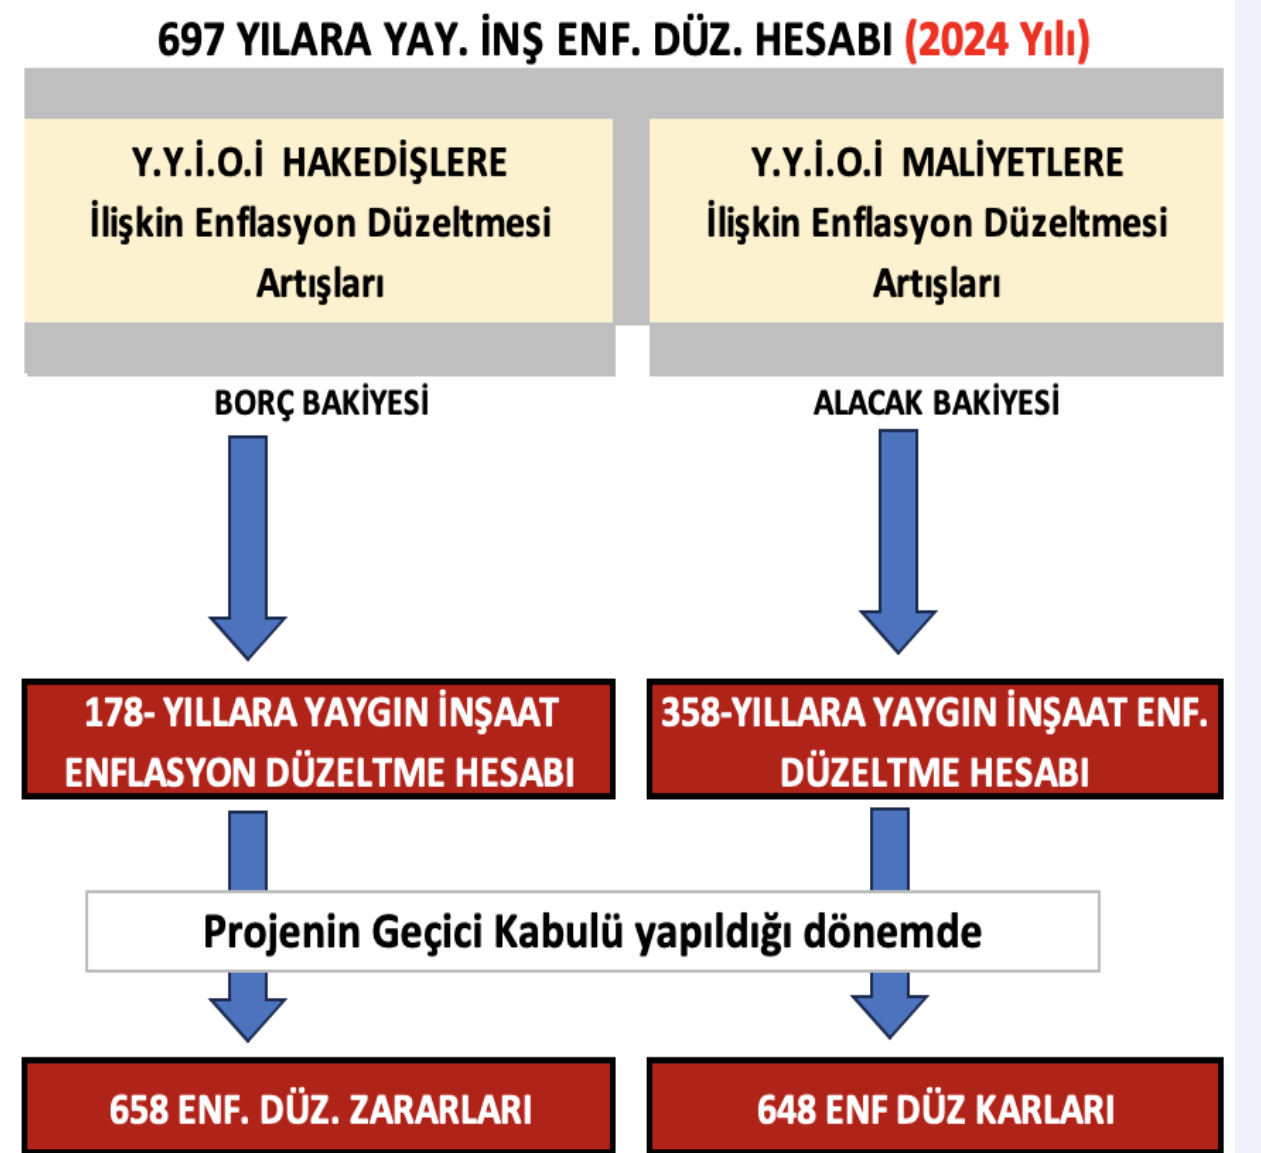 697 YILARA YAY. İNŞ ENF. DÜZ. HESABI (2024 Yılı)
Y.Y.İ.O.İ HAKEDİŞLERE
İlişkin Enflasyon Düzeltmesi
Artışları
Y.Y.İ.O.İ MALİYETLERE
İlişkin Enflasyon Düzeltmesi
Artışları
BORÇ BAKİYESİ
ALACAK BAKİYESİ
178- YILLARA YAYGIN İNŞAAT
ENFLASYON DÜZELTME HESABI
358-YILLARA YAYGIN İNŞAAT ENF.
DÜZELTME HESABI
Projenin Geçici Kabulü yapıldığı dönemde
658 ENF. DÜZ. ZARARLARI
648 ENF DÜZ KARLARI